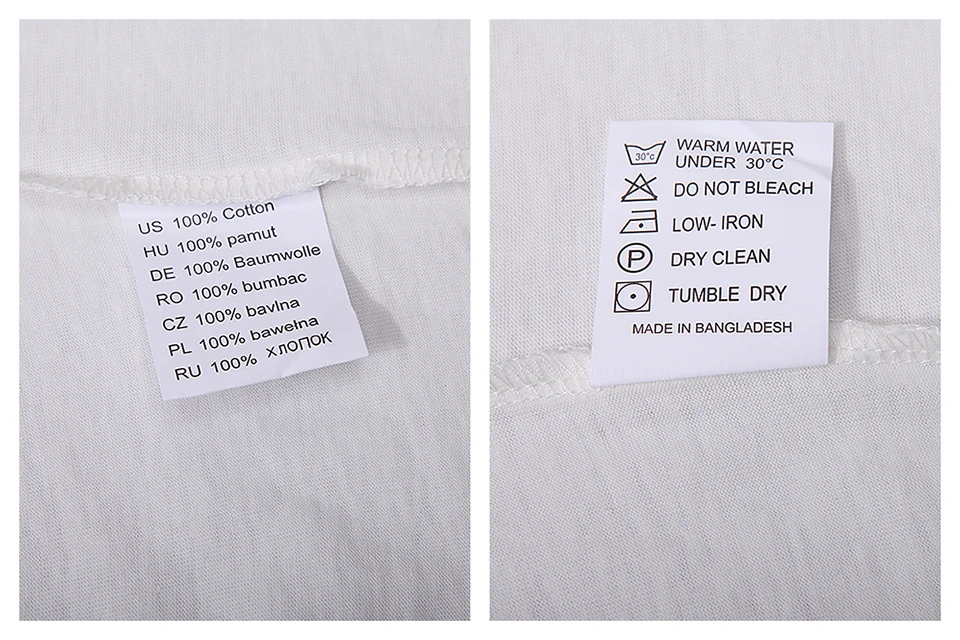 US 100% Cotton
HU 100% pamut
DE 100% Baumwolle
RO 100% bumbac
CZ 100% bavlna
PL 100% bawełna
RU 100% ХЛОПОК
30°c WARM WATER
UNDER 30°C
DO NOT BLEACH
LOW- IRON
P DRY CLEAN
TUMBLE DRY
MADE IN BANGLADESH